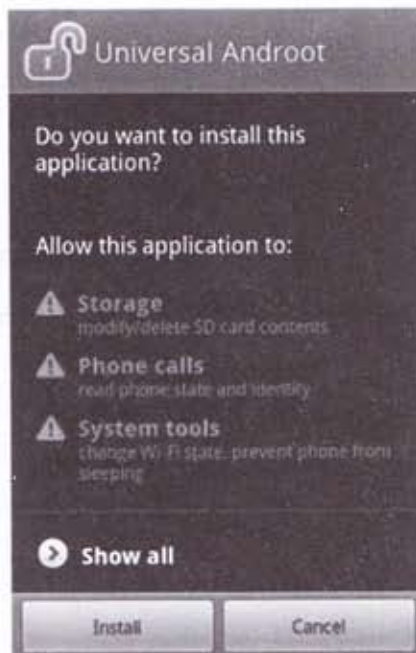 Universal Androot
Do you want to install this
application?
Allow this application to:
Storage
modify/delete SD card contents
Phone calls
read phone state and identity
System tools
change Wi-Fi state, prevent phone from
sleeping
Show all
Install
Cancel